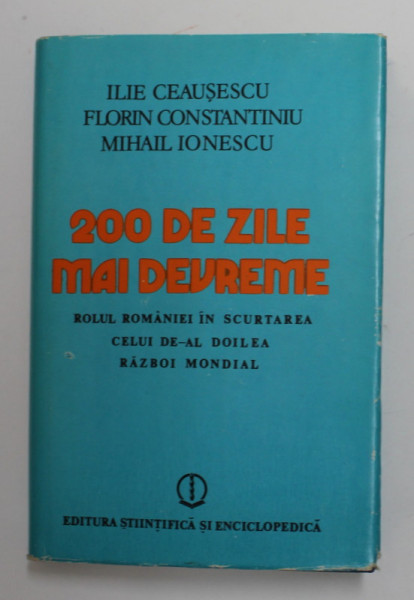 ILIE CEAUȘESCU
FLORIN CONSTANTINIU
MIHAIL IONESCU
200 DE ZILE
MAI DEVREME
ROLUL ROMÂNIEI ÎN SCURTAREA
CELUI DE-AL DOILEA
RĂZBOI MONDIAL
EDITURA ȘTIINȚIFICĂ ȘI ENCICLOPEDICĂ